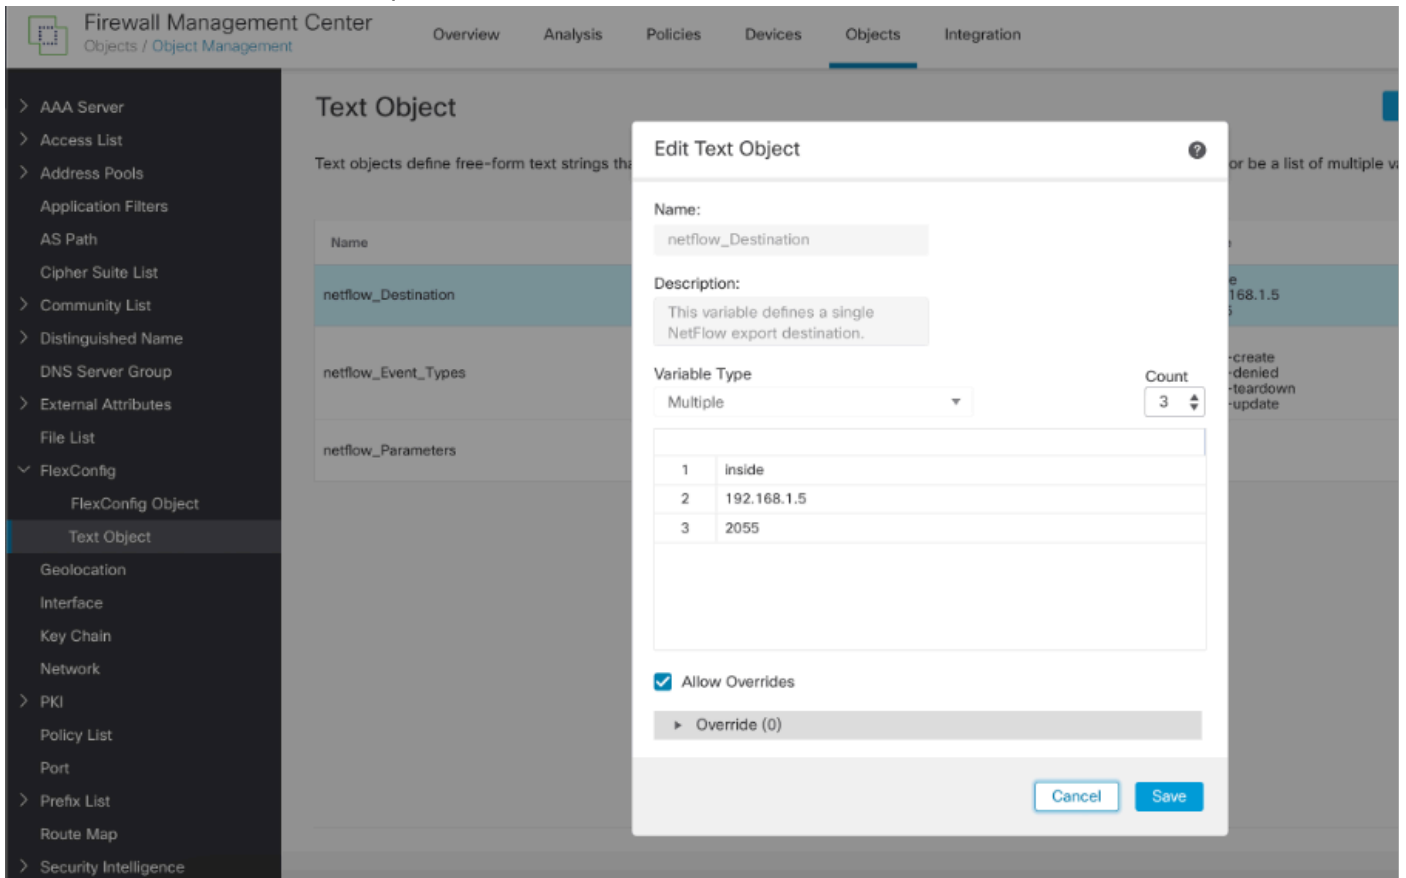 Firewall Management Center
Objects / Object Management
Overview Analysis Policies Devices Objects Integration
AAA Server
Access List
Address Pools
Application Filters
AS Path
Cipher Suite List
Community List
Distinguished Name
DNS Server Group
External Attributes
File List
FlexConfig
FlexConfig Object
Text Object
Geolocation
Interface
Key Chain
Network
PKI
Policy List
Port
Prefix List
Route Map
Security Intelligence
Text Object
Text objects define free-form text strings tha
or be a list of multiple va
Name
netflow_Destination
e
168.1.5
netflow_Event_Types
-create
-denied
-teardown
-update
netflow_Parameters
Edit Text Object
Name:
netflow_Destination
Description:
This variable defines a single
NetFlow export destination.
Variable Type
Count
Multiple
3
1 inside
2 192.168.1.5
3 2055
Allow Overrides
Override (0)
Cancel Save